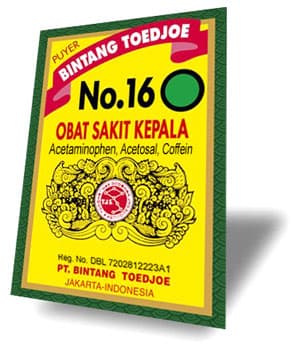 PUYER
BINTANG TOEDJOE
No.16
OBAT SAKIT KEPALA
Acetaminophen, Acetosal, Coffein
Reg. No. DBL 7202812223A1
PT. BINTANG TOEDJOE
JAKARTA-INDONESIA